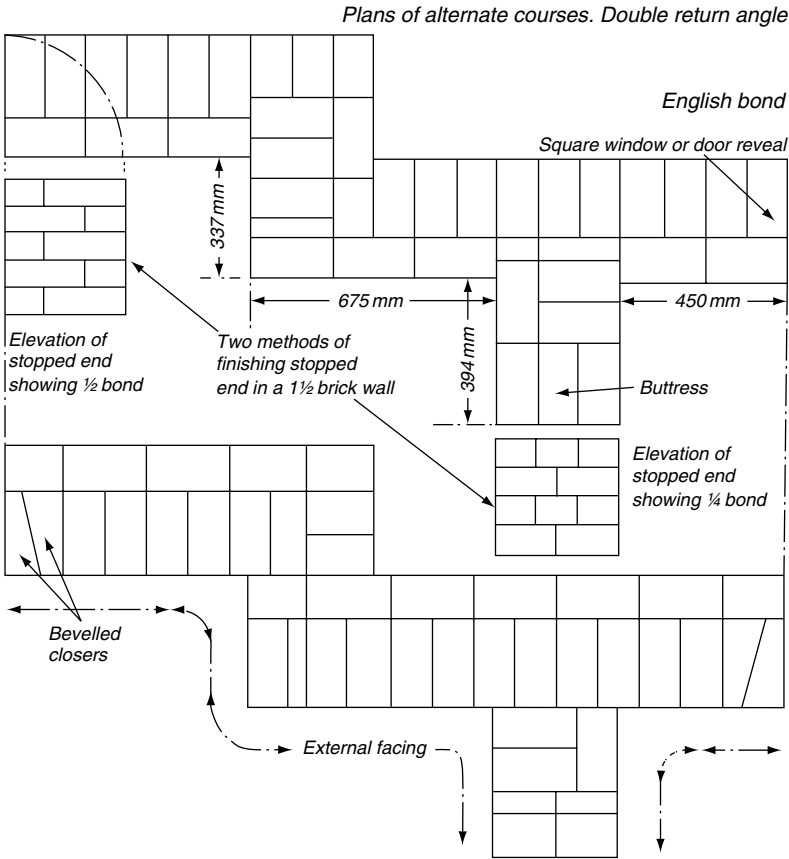 Plans of alternate courses. Double return angle
English bond
Square window or door reveal
337 mm
675 mm
450 mm
394 mm
Elevation of
stopped end
showing ½ bond
Two methods of
finishing stopped
end in a 1½ brick wall
Buttress
Elevation of
stopped end
showing ¼ bond
Bevelled
closers
External facing